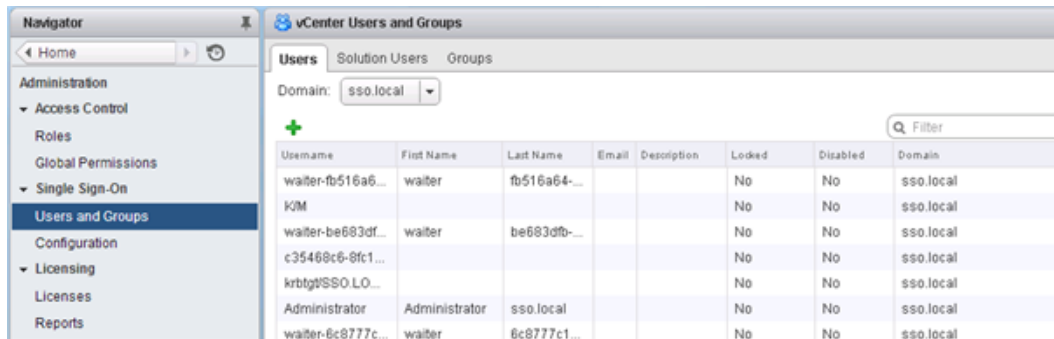 Navigator
vCenter Users and Groups
Home
Users Solution Users Groups
Administration
Domain: sso.local
Access Control
Roles
Filter
Global Permissions
Username First Name Last Name Email Description Locked Disabled Domain
Single Sign-On
waiter-fb516a6... waiter fb516a64-... No No sso.local
Users and Groups
K/M No No sso.local
waiter-be683df... waiter be683dfb-... No No sso.local
Configuration
c35468c6-8fc1... No No sso.local
Licensing
krbtgt/SSO.LO... No No sso.local
Licenses
Administrator Administrator sso.local No No sso.local
Reports
waiter-6c8777c... waiter 6c8777c1... No No sso.local